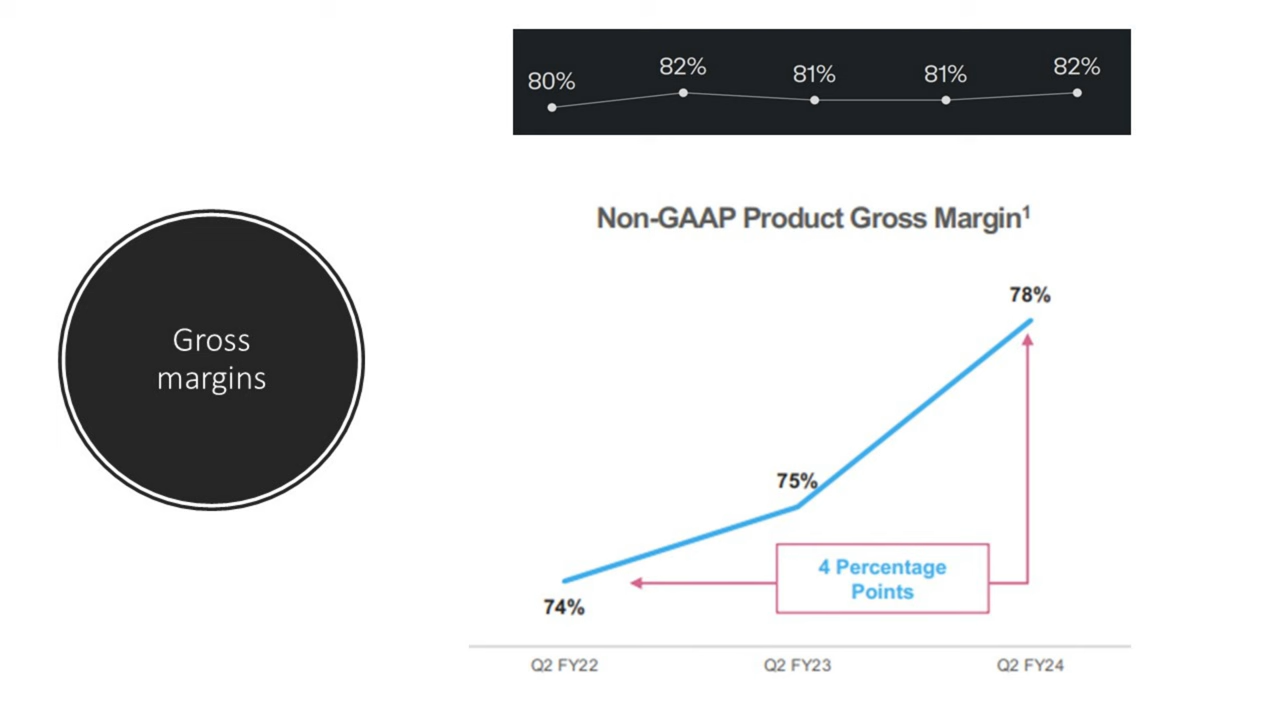 80%
82%
81%
81%
82%
Gross
margins
Non-GAAP Product Gross Margin¹
78%
75%
4 Percentage
Points
74%
Q2 FY22
Q2 FY23
Q2 FY24